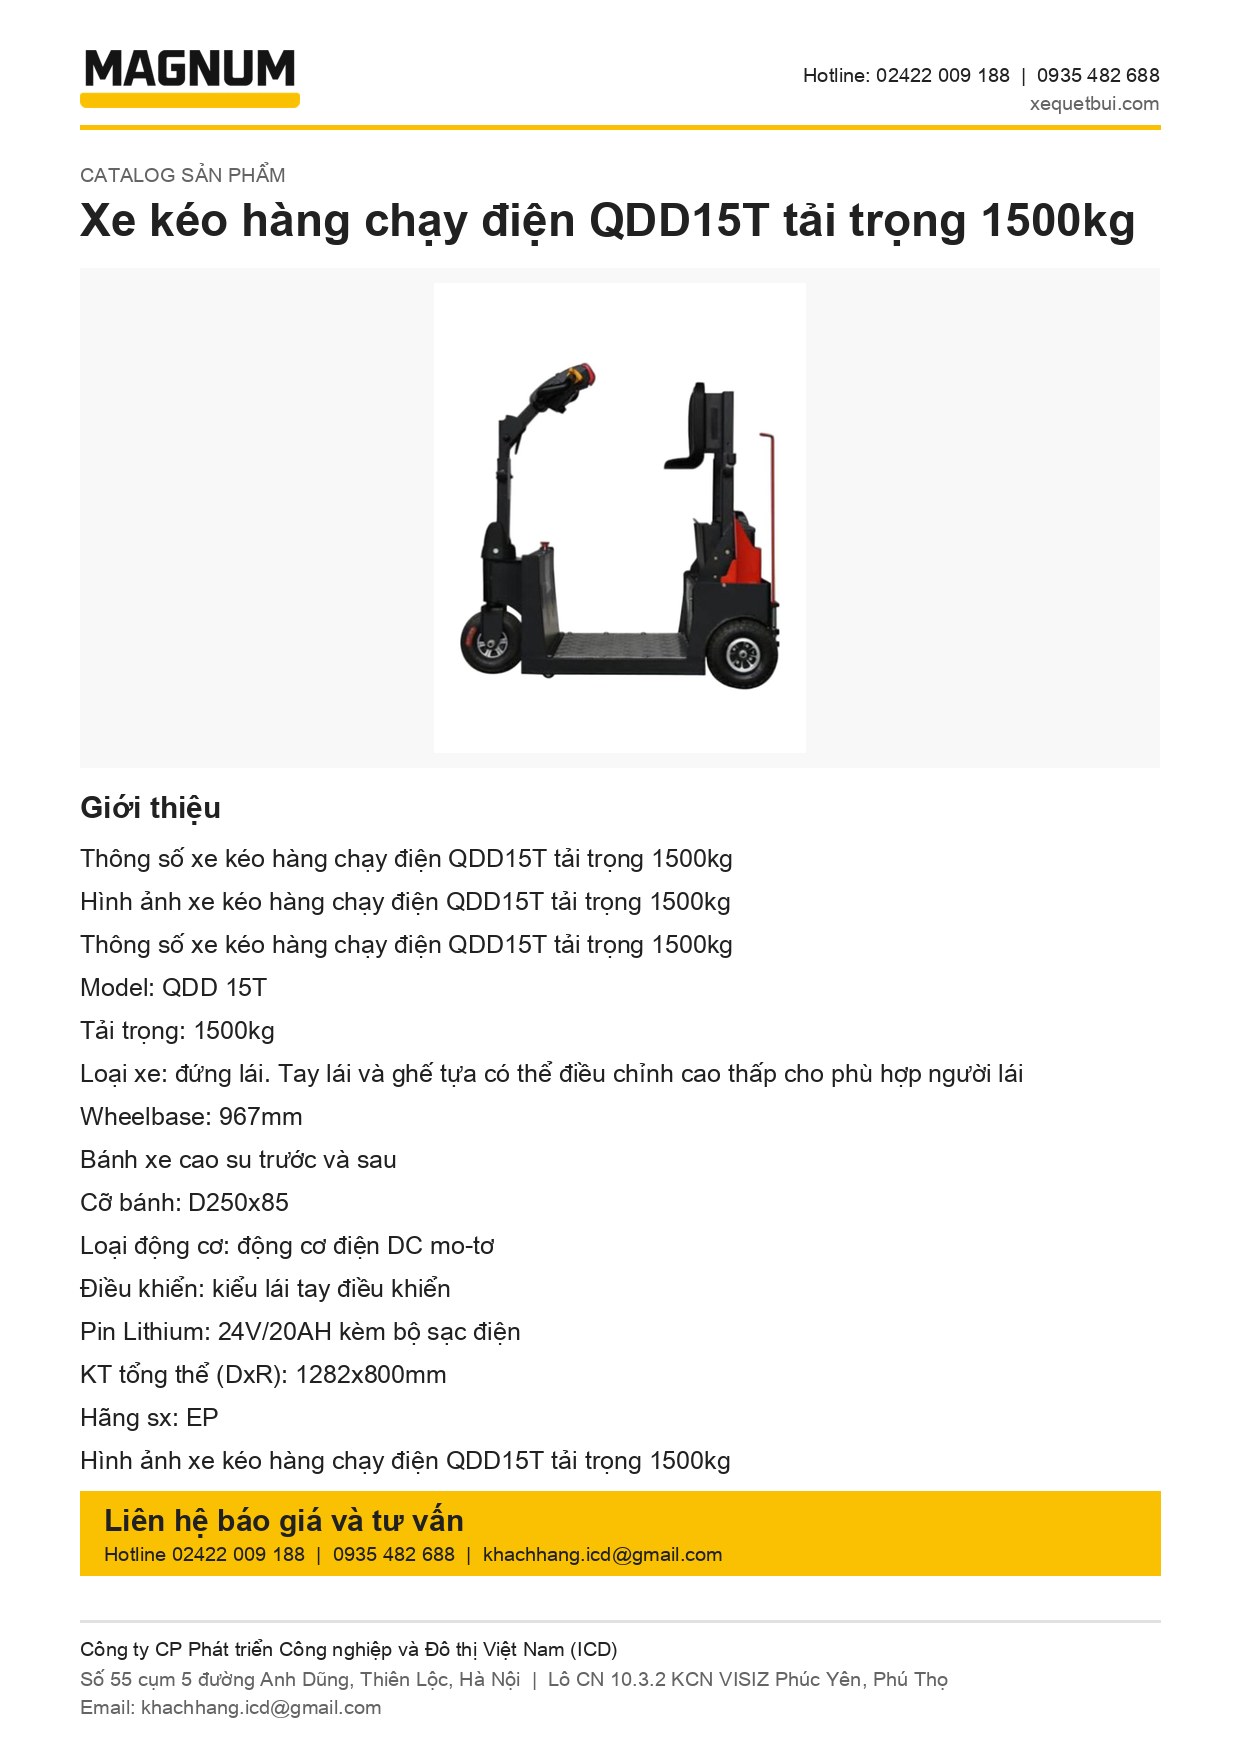 MAGNUM
Hotline: 02422 009 188 | 0935 482 688
xequetbui.com
CATALOG SẢN PHẨM
Xe kéo hàng chạy điện QDD15T tải trọng 1500kg
Giới thiệu
Thông số xe kéo hàng chạy điện QDD15T tải trọng 1500kg
Hình ảnh xe kéo hàng chạy điện QDD15T tải trọng 1500kg
Thông số xe kéo hàng chạy điện QDD15T tải trọng 1500kg
Model: QDD 15T
Tải trọng: 1500kg
Loại xe: đứng lái. Tay lái và ghế tựa có thể điều chỉnh cao thấp cho phù hợp người lái
Wheelbase: 967mm
Bánh xe cao su trước và sau
Cỡ bánh: D250x85
Loại động cơ: động cơ điện DC mo-tơ
Điều khiển: kiểu lái tay điều khiển
Pin Lithium: 24V/20AH kèm bộ sạc điện
KT tổng thể (DxR): 1282x800mm
Hãng sx: EP
Hình ảnh xe kéo hàng chạy điện QDD15T tải trọng 1500kg
Liên hệ báo giá và tư vấn
Hotline 02422 009 188 | 0935 482 688 | khachhang.icd@gmail.com
Công ty CP Phát triển Công nghiệp và Đô thị Việt Nam (ICD)
Số 55 cụm 5 đường Anh Dũng, Thiên Lộc, Hà Nội | Lô CN 10.3.2 KCN VISIZ Phúc Yên, Phú Thọ
Email: khachhang.icd@gmail.com